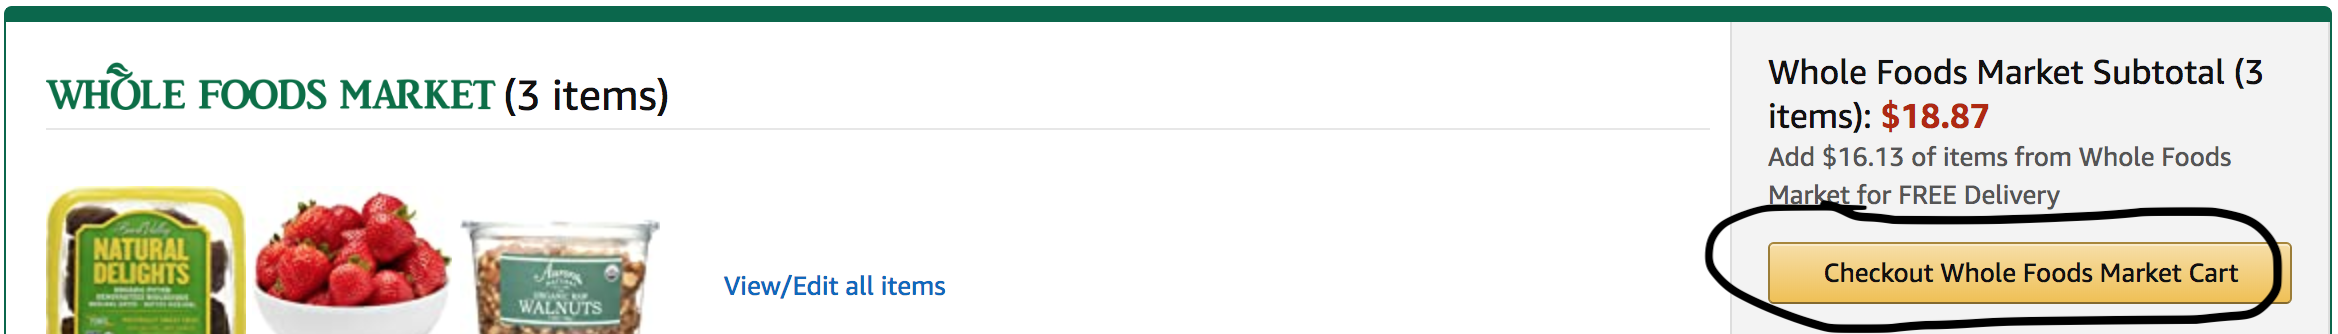 WHOLE FOODS MARKET (3 items)
Whole Foods Market Subtotal (3
items): $18.87
Add $16.13 of items from Whole Foods
Market for FREE Delivery
NATURAL
DELIGHTS
ORGANIC RAW
WALNUTS
View/Edit all items
Checkout Whole Foods Market Cart